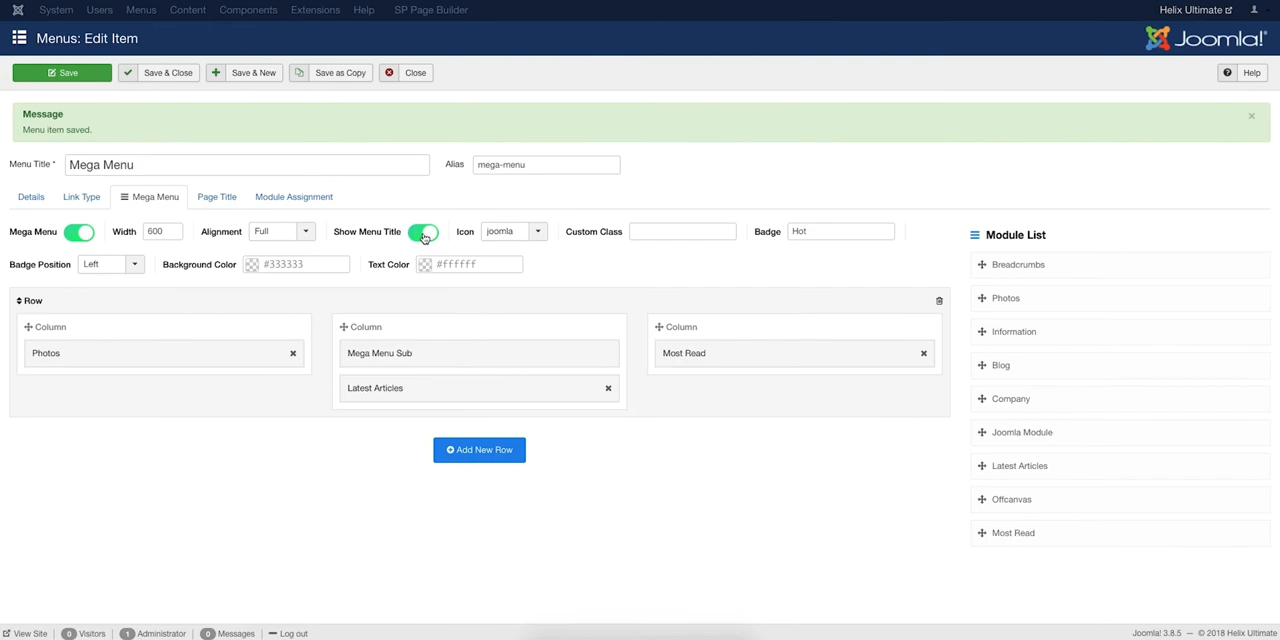 System Users Menus Content Components Extensions Help SP Page Builder Helix Ultimate
Menus: Edit Item Joomla!®
Save Save & Close Save & New Save as Copy Close Help
Message
Menu item saved.
Menu Title * Mega Menu Alias mega-menu
Details Link Type Mega Menu Page Title Module Assignment
Mega Menu Width 600 Alignment Full Show Menu Title Icon joomla Custom Class Badge Hot
Badge Position Left Background Color #333333 Text Color #ffffff
Row
Column Column Column
Photos Mega Menu Sub Most Read
Latest Articles
Add New Row
Module List
Breadcrumbs
Photos
Information
Blog
Company
Joomla Module
Latest Articles
Offcanvas
Most Read
View Site 0 Visitors 1 Administrator 0 Messages Log out Joomla! 3.8.5 — © 2018 Helix Ultimate